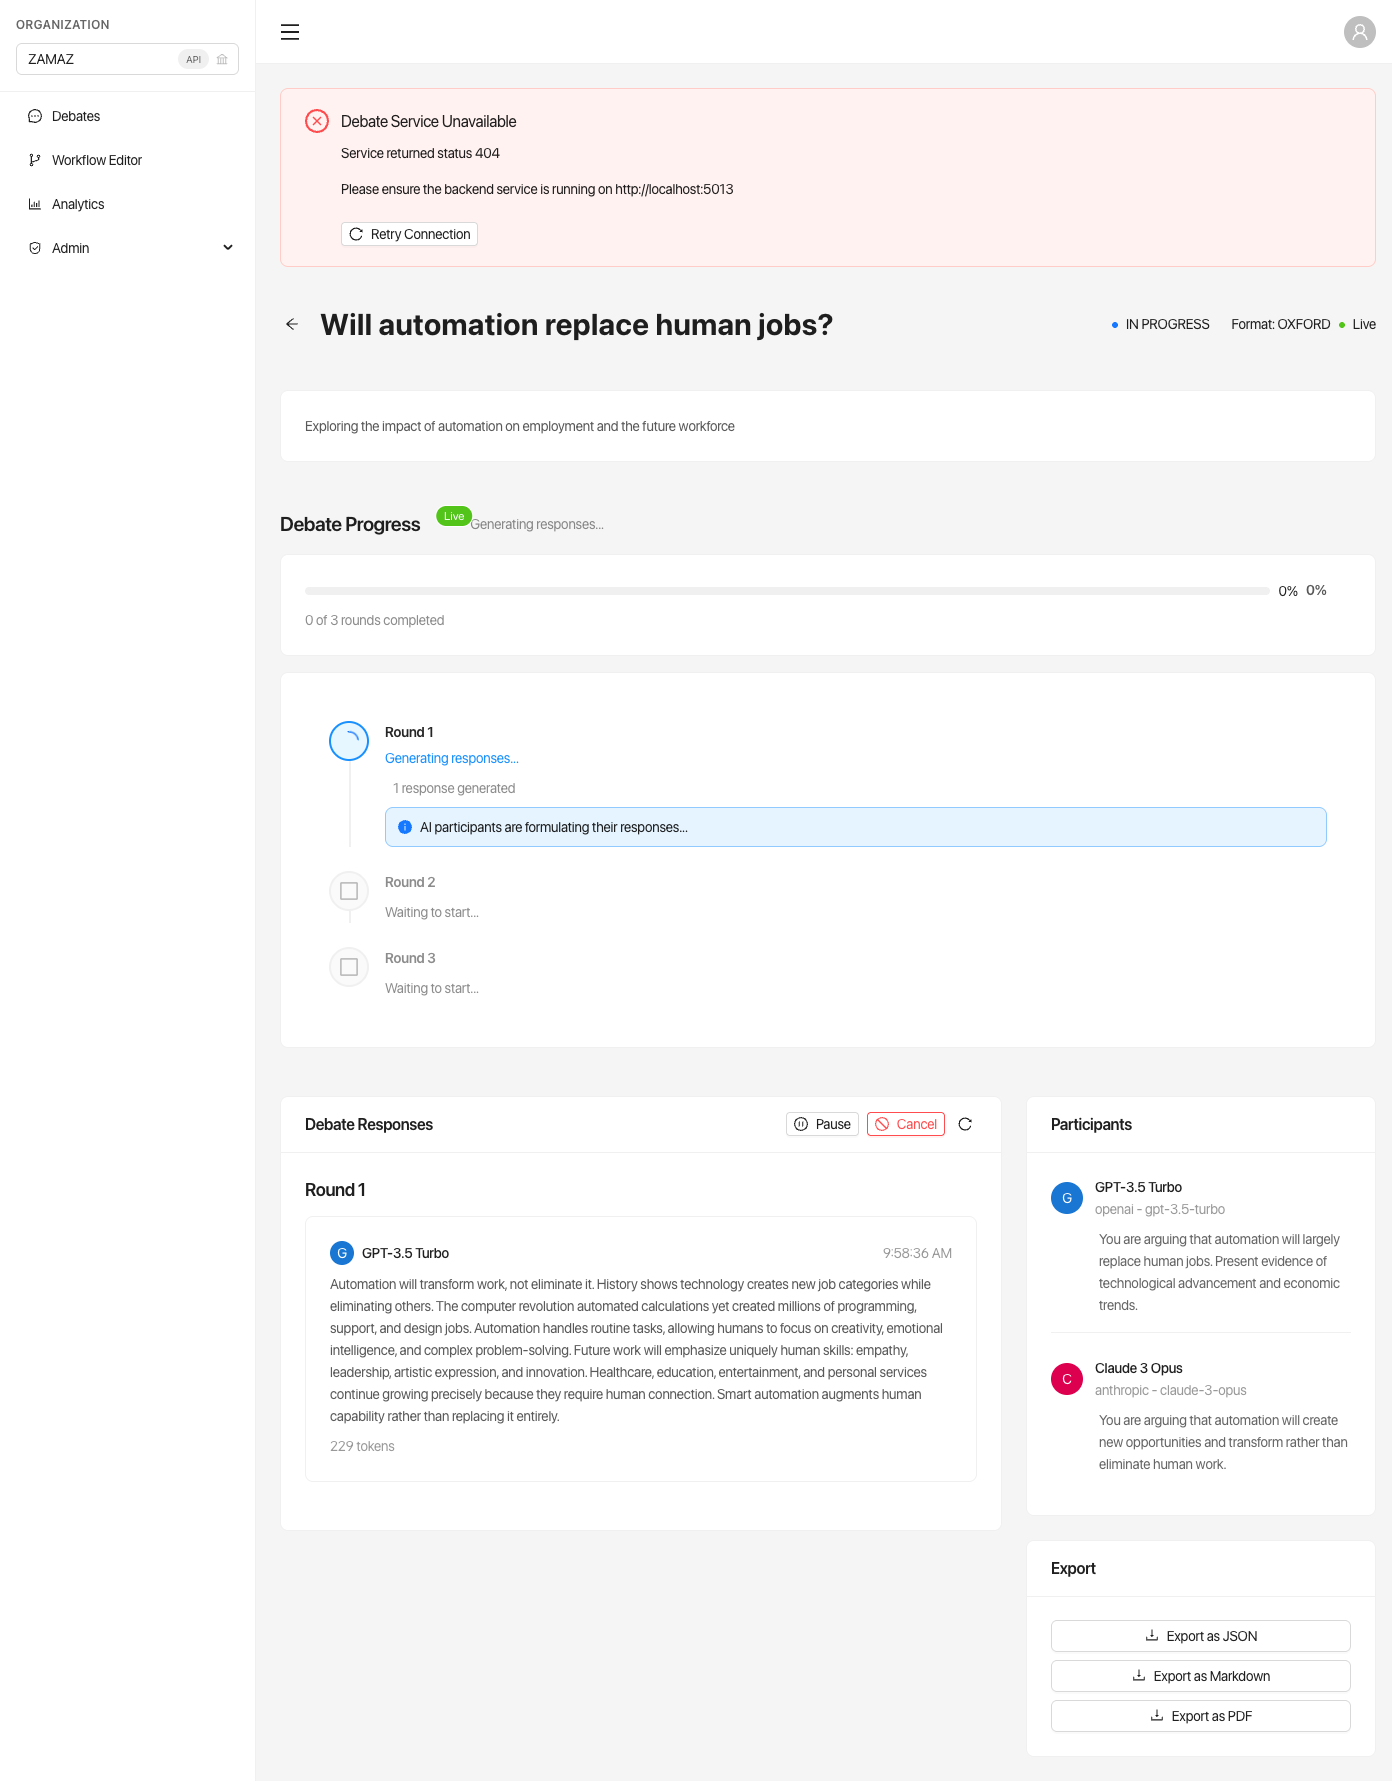 ORGANIZATION
ZAMAZ
API
Debates
Workflow Editor
Analytics
Admin
Debate Service Unavailable
Service returned status 404
Please ensure the backend service is running on http://localhost:5013
Retry Connection
Will automation replace human jobs?
IN PROGRESS Format: OXFORD Live
Exploring the impact of automation on employment and the future workforce
Debate Progress Live Generating responses...
0% 0%
0 of 3 rounds completed
Round 1
Generating responses...
1 response generated
AI participants are formulating their responses...
Round 2
Waiting to start...
Round 3
Waiting to start...
Debate Responses Pause Cancel
Round 1
G GPT-3.5 Turbo 9:58:36 AM
Automation will transform work, not eliminate it. History shows technology creates new job categories while
eliminating others. The computer revolution automated calculations yet created millions of programming,
support, and design jobs. Automation handles routine tasks, allowing humans to focus on creativity, emotional
intelligence, and complex problem-solving. Future work will emphasize uniquely human skills: empathy,
leadership, artistic expression, and innovation. Healthcare, education, entertainment, and personal services
continue growing precisely because they require human connection. Smart automation augments human
capability rather than replacing it entirely.
229 tokens
Participants
G GPT-3.5 Turbo
openai - gpt-3.5-turbo
You are arguing that automation will largely
replace human jobs. Present evidence of
technological advancement and economic
trends.
C Claude 3 Opus
anthropic - claude-3-opus
You are arguing that automation will create
new opportunities and transform rather than
eliminate human work.
Export
Export as JSON
Export as Markdown
Export as PDF